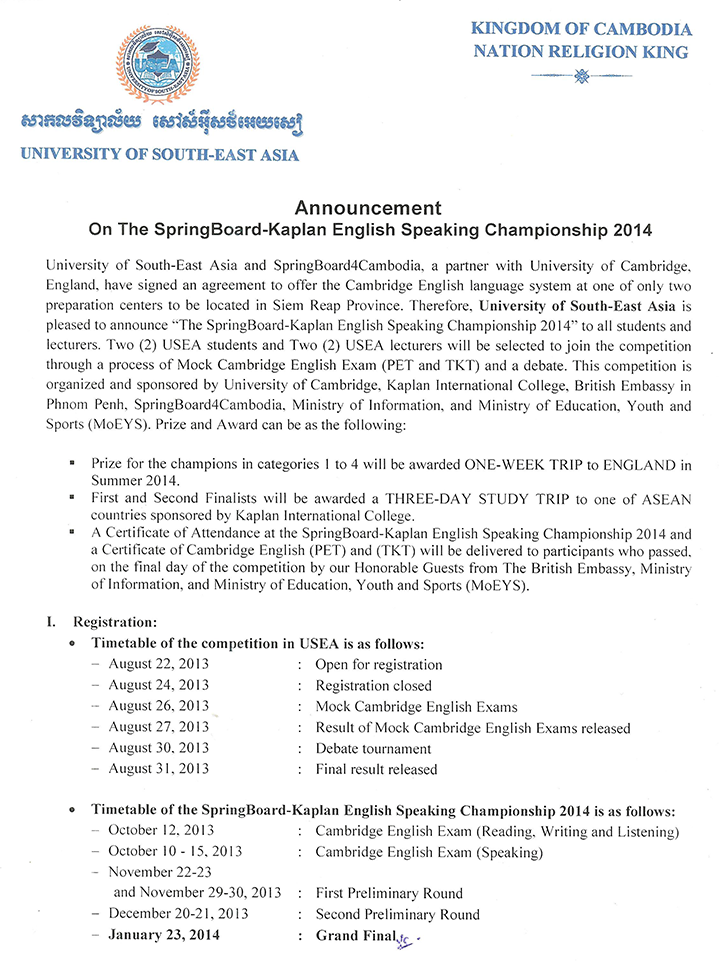 KINGDOM OF CAMBODIA
NATION RELIGION KING
UNIVERSITY OF SOUTH-EAST ASIA
សាកលវិទ្យាល័យ សៅស៍អ៊ីសថ៍អេយសៀ
UNIVERSITY OF SOUTH-EAST ASIA
Announcement
On The SpringBoard-Kaplan English Speaking Championship 2014
University of South-East Asia and SpringBoard4Cambodia, a partner with University of Cambridge,
England, have signed an agreement to offer the Cambridge English language system at one of only two
preparation centers to be located in Siem Reap Province. Therefore, University of South-East Asia is
pleased to announce “The SpringBoard-Kaplan English Speaking Championship 2014” to all students and
lecturers. Two (2) USEA students and Two (2) USEA lecturers will be selected to join the competition
through a process of Mock Cambridge English Exam (PET and TKT) and a debate. This competition is
organized and sponsored by University of Cambridge, Kaplan International College, British Embassy in
Phnom Penh, SpringBoard4Cambodia, Ministry of Information, and Ministry of Education, Youth and
Sports (MoEYS). Prize and Award can be as the following:
▪ Prize for the champions in categories 1 to 4 will be awarded ONE-WEEK TRIP to ENGLAND in
Summer 2014.
▪ First and Second Finalists will be awarded a THREE-DAY STUDY TRIP to one of ASEAN
countries sponsored by Kaplan International College.
▪ A Certificate of Attendance at the SpringBoard-Kaplan English Speaking Championship 2014 and
a Certificate of Cambridge English (PET) and (TKT) will be delivered to participants who passed,
on the final day of the competition by our Honorable Guests from The British Embassy, Ministry
of Information, and Ministry of Education, Youth and Sports (MoEYS).
I. Registration:
• Timetable of the competition in USEA is as follows:
– August 22, 2013 : Open for registration
– August 24, 2013 : Registration closed
– August 26, 2013 : Mock Cambridge English Exams
– August 27, 2013 : Result of Mock Cambridge English Exams released
– August 30, 2013 : Debate tournament
– August 31, 2013 : Final result released
• Timetable of the SpringBoard-Kaplan English Speaking Championship 2014 is as follows:
– October 12, 2013 : Cambridge English Exam (Reading, Writing and Listening)
– October 10 - 15, 2013 : Cambridge English Exam (Speaking)
– November 22-23
and November 29-30, 2013 : First Preliminary Round
– December 20-21, 2013 : Second Preliminary Round
– January 23, 2014 : Grand Final